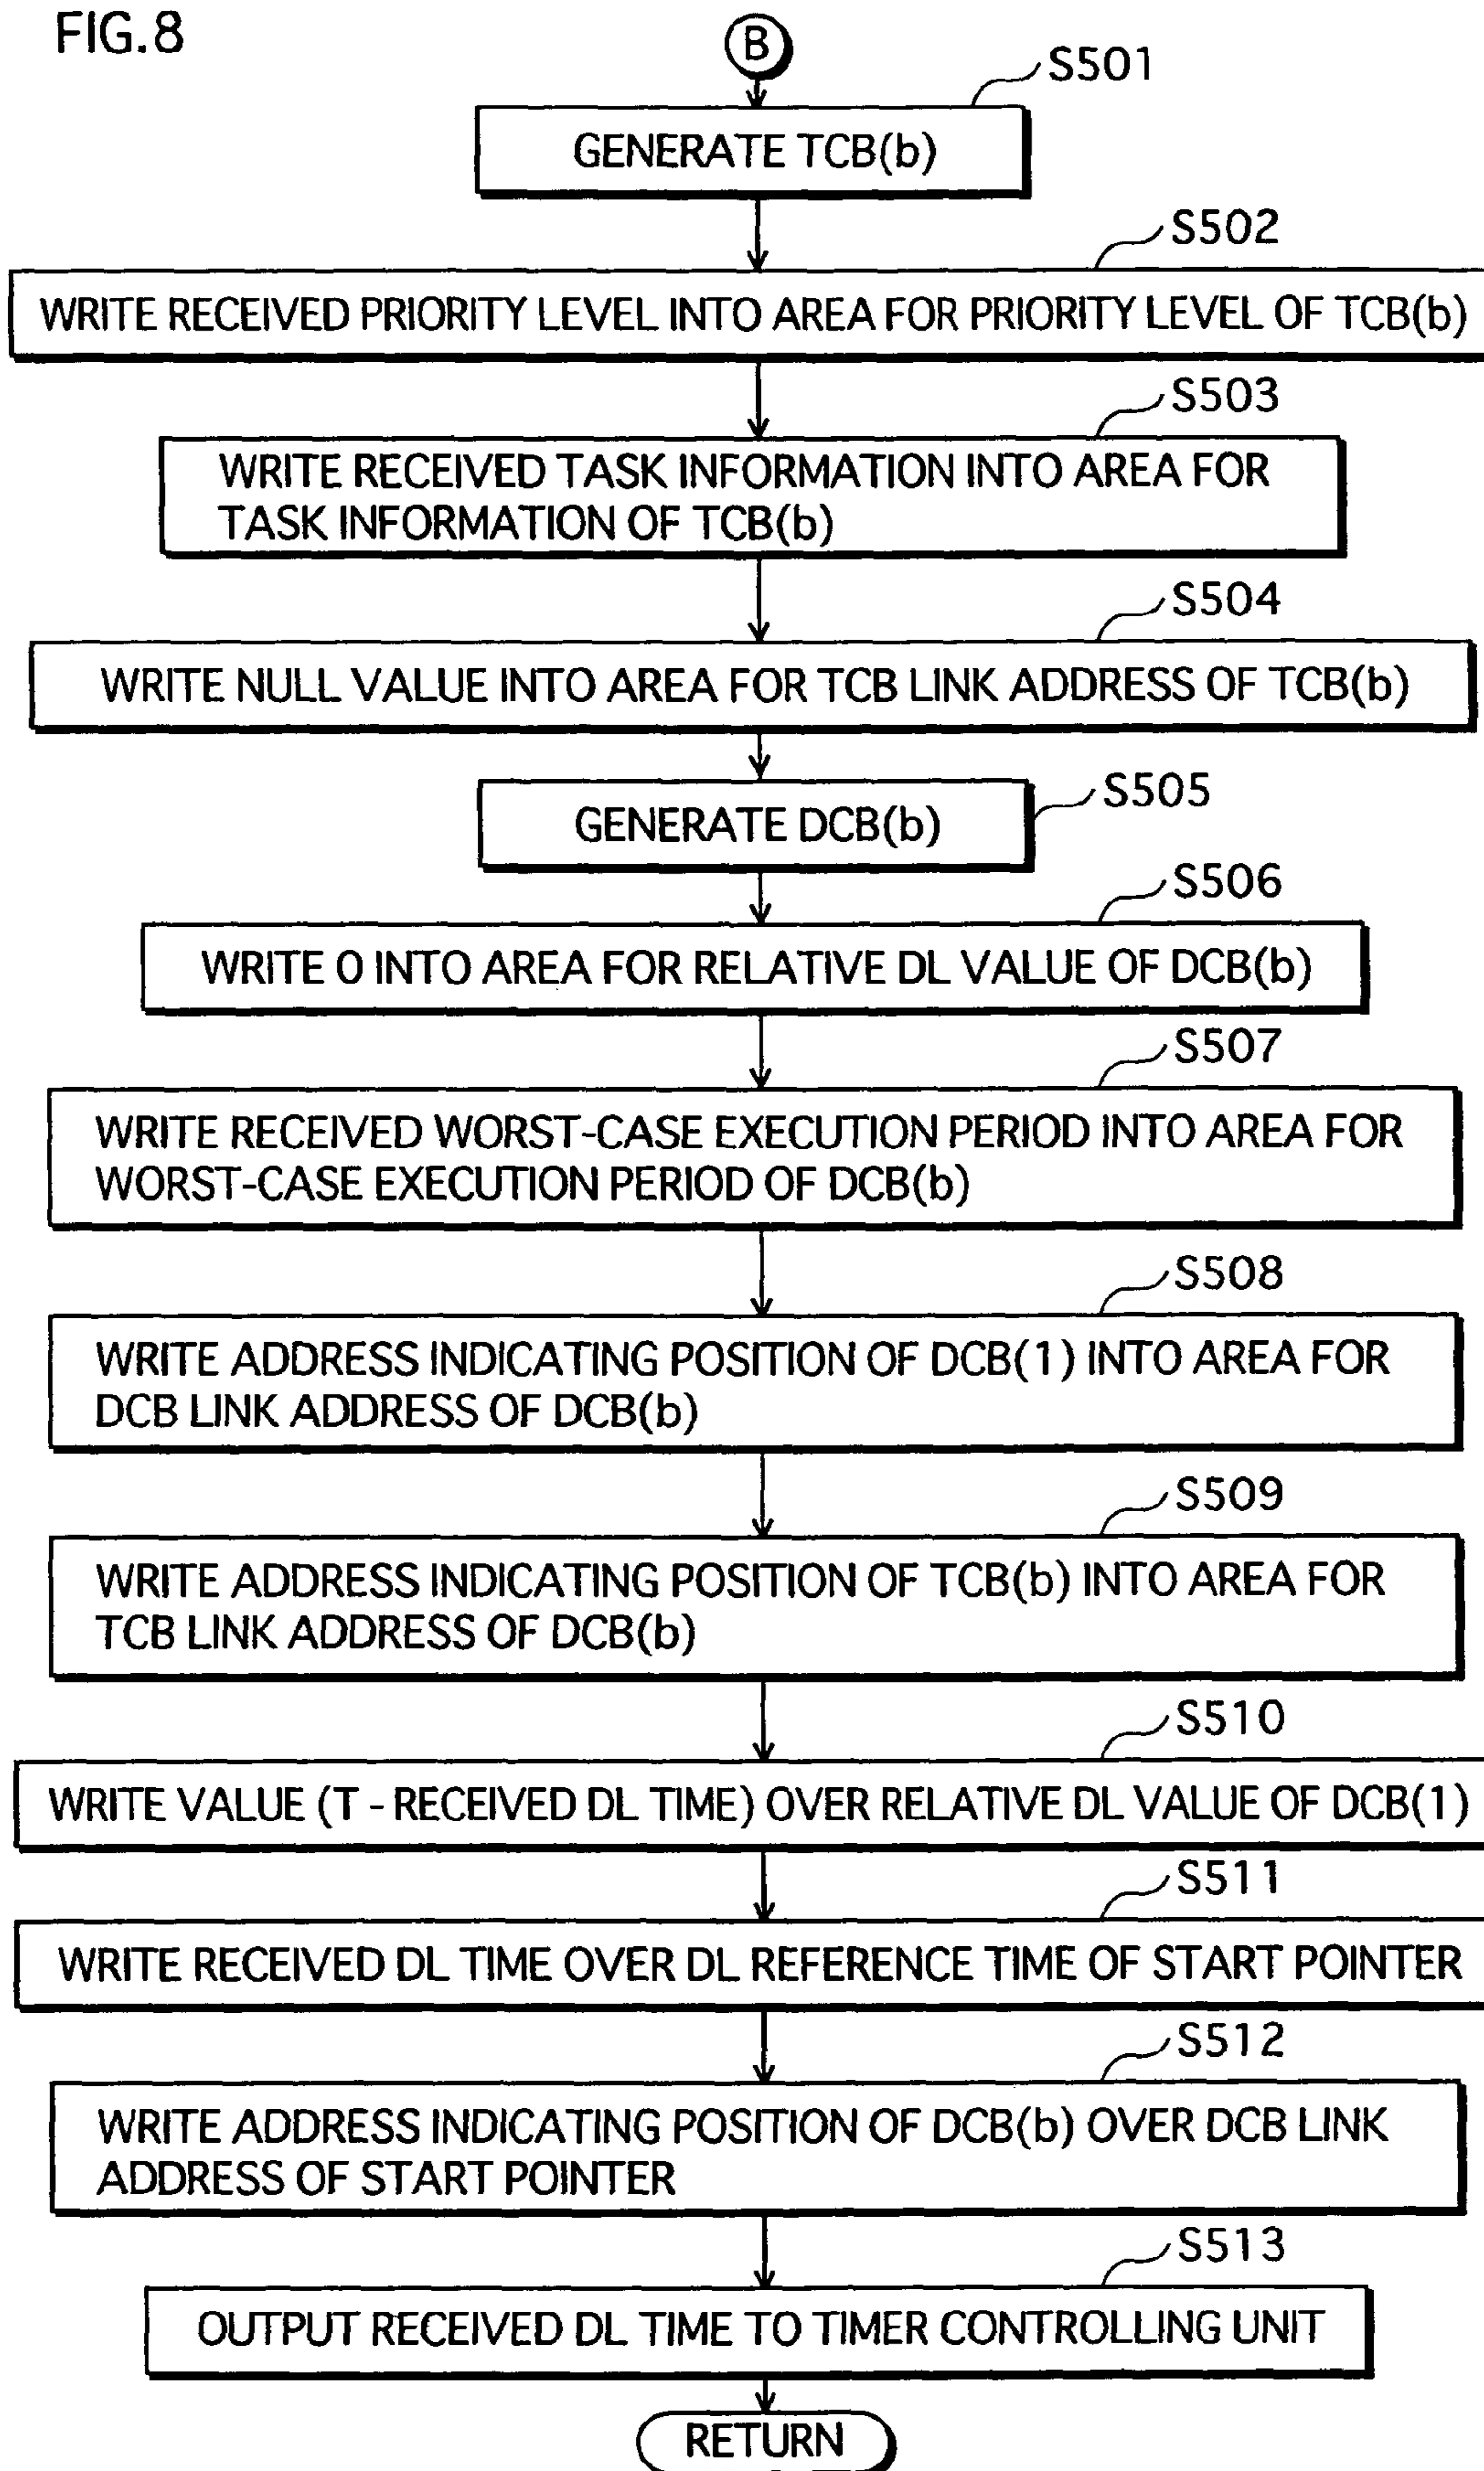 FIG.8
B
S501
GENERATE TCB(b)
S502
WRITE RECEIVED PRIORITY LEVEL INTO AREA FOR PRIORITY LEVEL OF TCB(b)
S503
WRITE RECEIVED TASK INFORMATION INTO AREA FOR
TASK INFORMATION OF TCB(b)
S504
WRITE NULL VALUE INTO AREA FOR TCB LINK ADDRESS OF TCB(b)
S505
GENERATE DCB(b)
S506
WRITE 0 INTO AREA FOR RELATIVE DL VALUE OF DCB(b)
S507
WRITE RECEIVED WORST-CASE EXECUTION PERIOD INTO AREA FOR
WORST-CASE EXECUTION PERIOD OF DCB(b)
S508
WRITE ADDRESS INDICATING POSITION OF DCB(1) INTO AREA FOR
DCB LINK ADDRESS OF DCB(b)
S509
WRITE ADDRESS INDICATING POSITION OF TCB(b) INTO AREA FOR
TCB LINK ADDRESS OF DCB(b)
S510
WRITE VALUE (T - RECEIVED DL TIME) OVER RELATIVE DL VALUE OF DCB(1)
S511
WRITE RECEIVED DL TIME OVER DL REFERENCE TIME OF START POINTER
S512
WRITE ADDRESS INDICATING POSITION OF DCB(b) OVER DCB LINK
ADDRESS OF START POINTER
S513
OUTPUT RECEIVED DL TIME TO TIMER CONTROLLING UNIT
RETURN